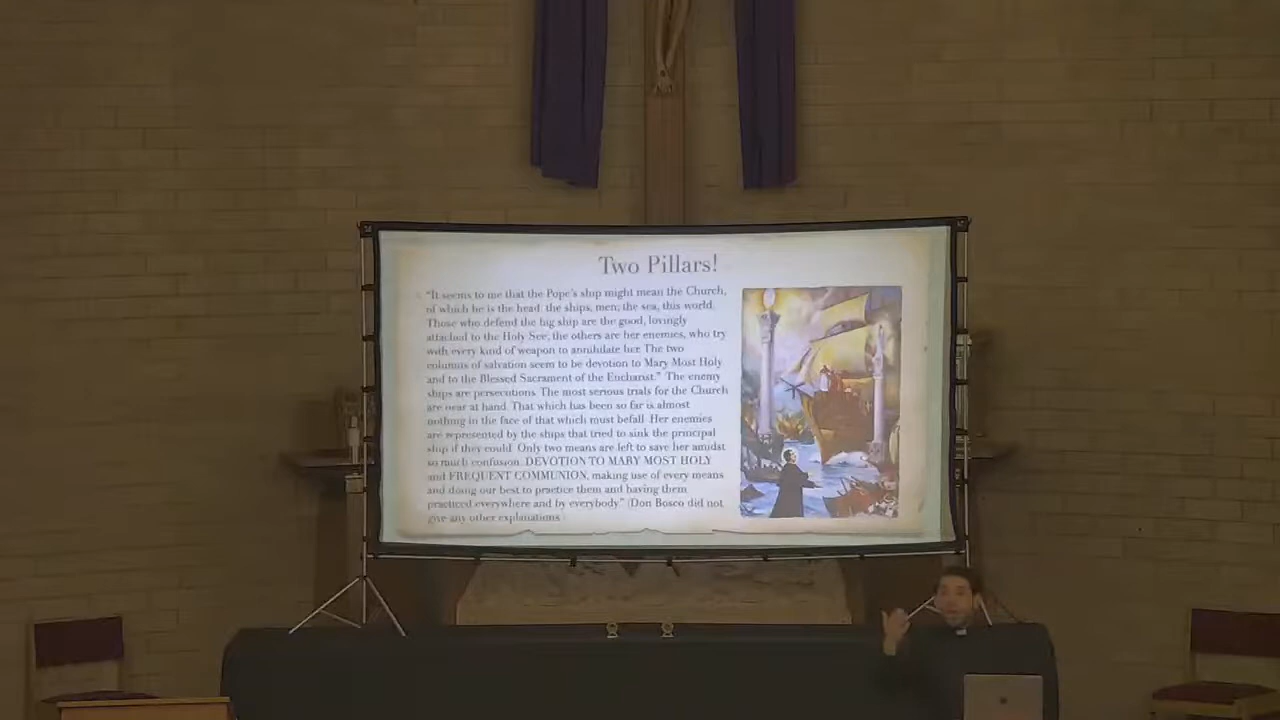 Two Pillars!
"It seems to me that the Pope's ship might mean the Church,
of which he is the head: the ships, men; the sea, this world.
Those who defend the big ship are the good, lovingly
attached to the Holy See; the others are her enemies, who try
with every kind of weapon to annihilate her. The two
columns of salvation seem to be devotion to Mary Most Holy
and to the Blessed Sacrament of the Eucharist." The enemy
ships are persecutions. The most serious trials for the Church
are near at hand. That which has been so far is almost
nothing in the face of that which must befall. Her enemies
are represented by the ships that tried to sink the principal
ship if they could. Only two means are left to save her amidst
so much confusion: DEVOTION TO MARY MOST HOLY
and FREQUENT COMMUNION, making use of every means
and doing our best to practice them and having them
practiced everywhere and by everybody" (Don Bosco did not
give any other explanations.)